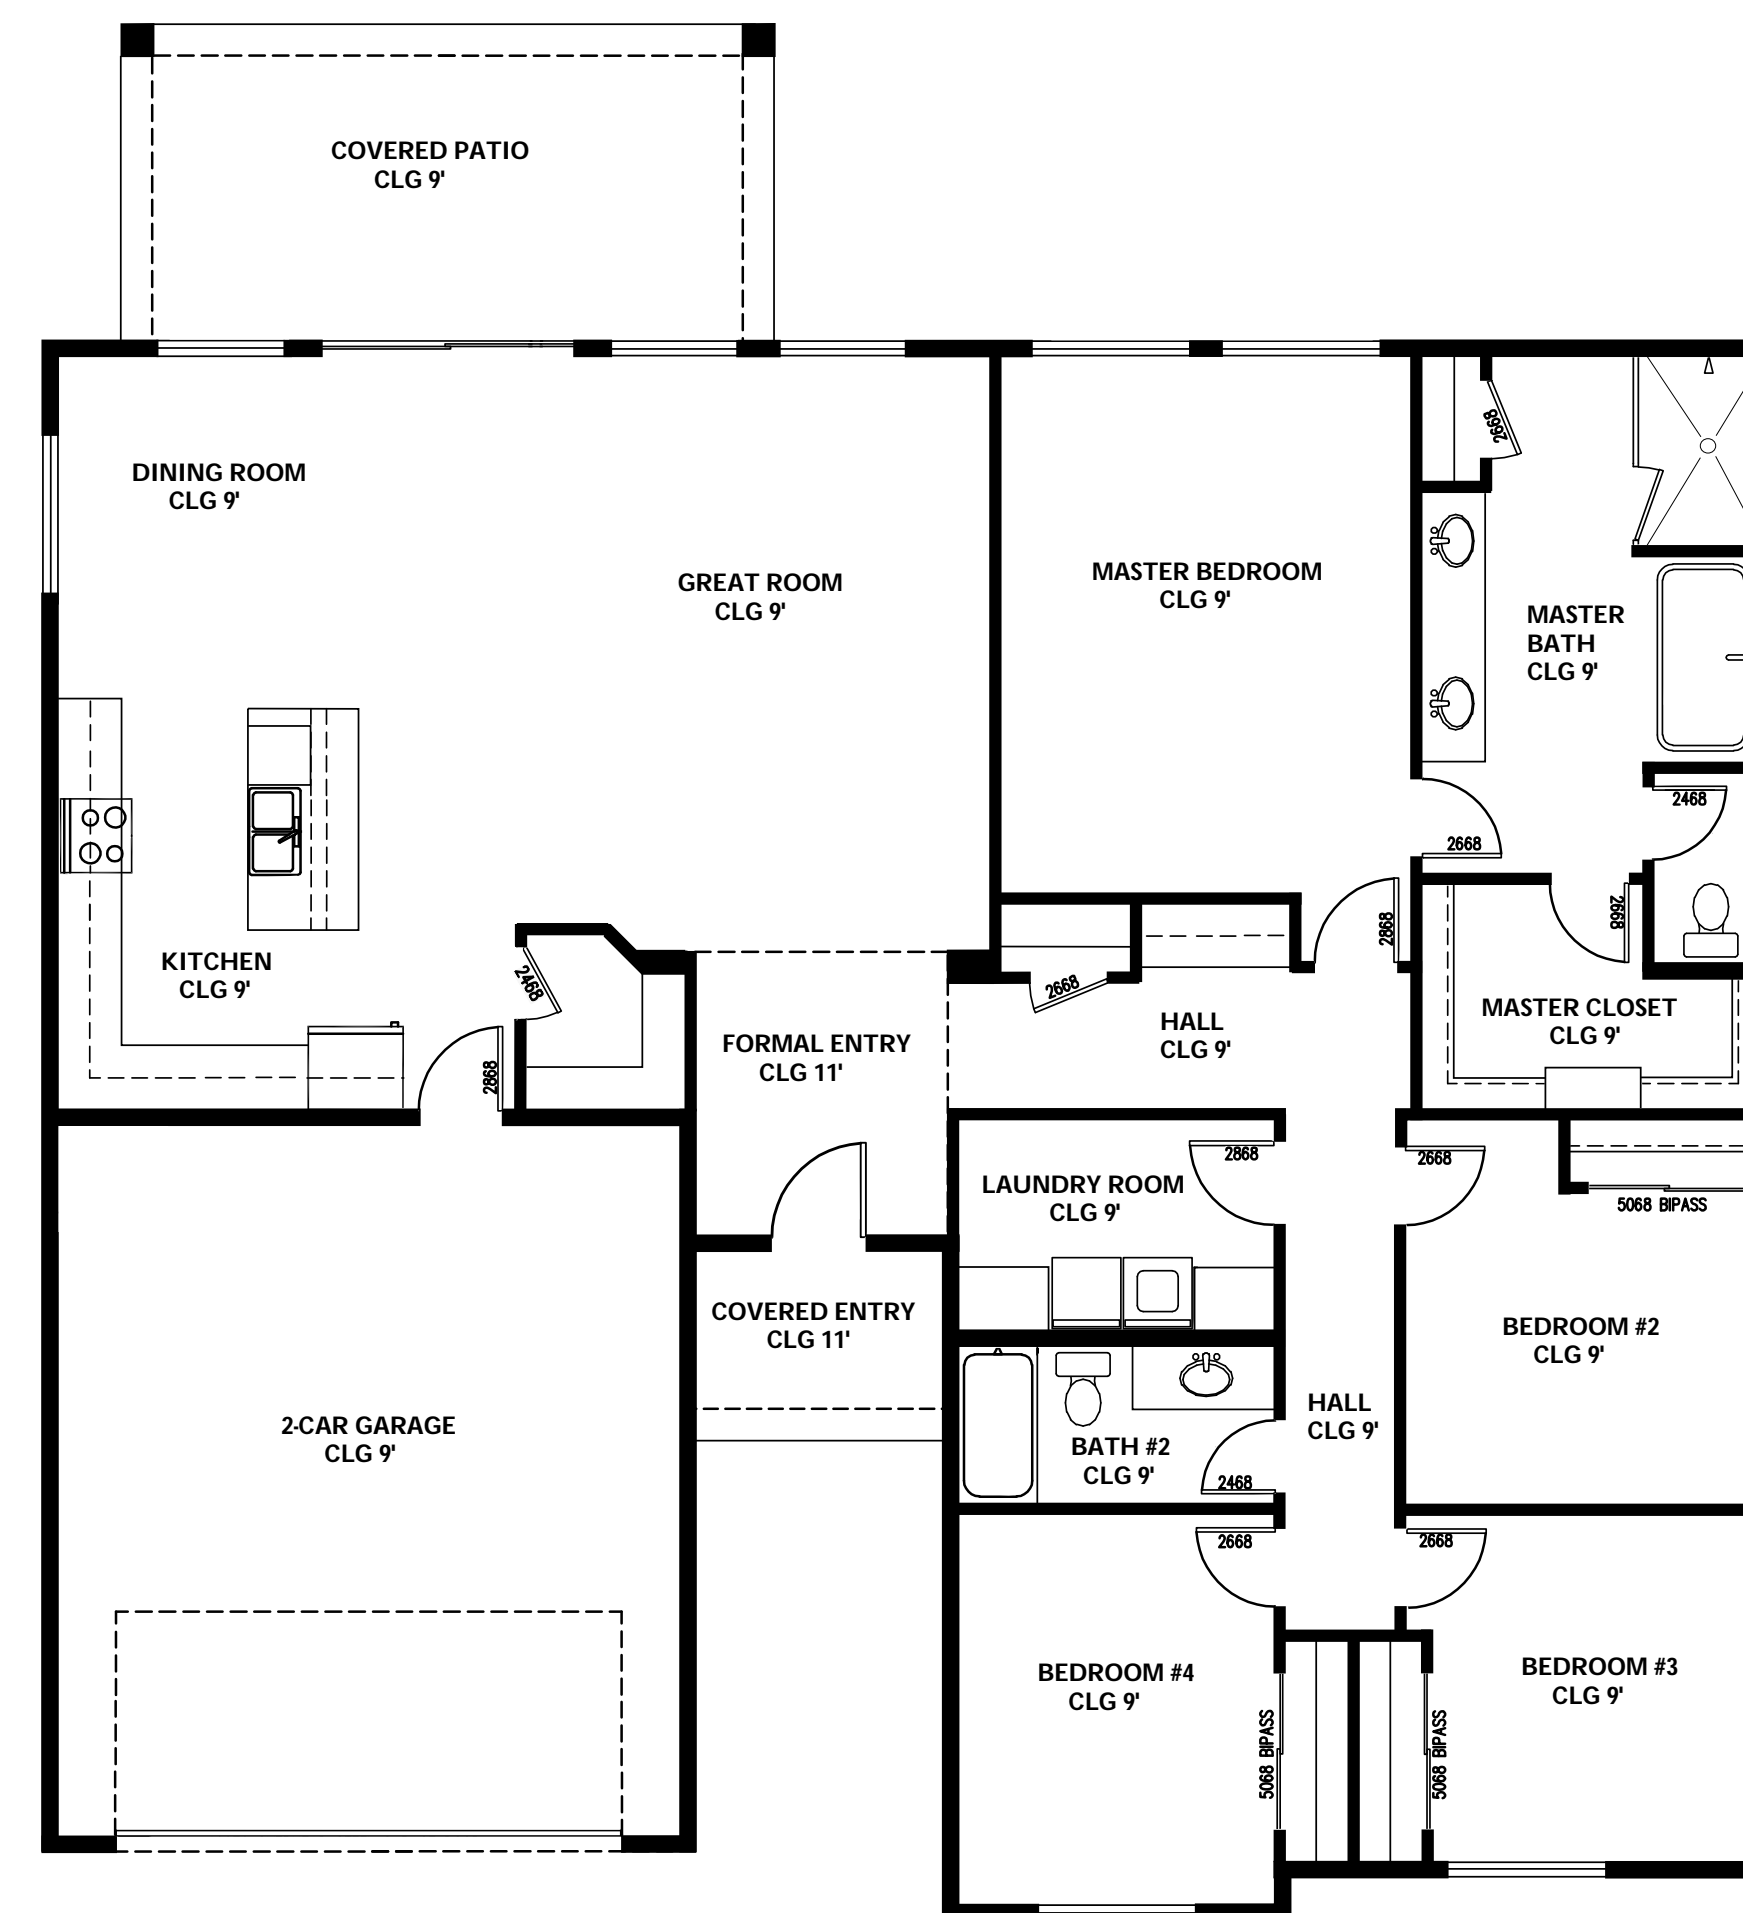 COVERED PATIO
CLG 9'
2668
DINING ROOM
CLG 9'
GREAT ROOM
CLG 9'
MASTER BEDROOM
CLG 9'
MASTER
BATH
CLG 9'
2468
2668
2668
2868
KITCHEN
CLG 9'
2468
2868
2668
FORMAL ENTRY
CLG 11'
HALL
CLG 9'
MASTER CLOSET
CLG 9'
2868
2668
LAUNDRY ROOM
CLG 9'
5068 BIPASS
COVERED ENTRY
CLG 11'
BEDROOM #2
CLG 9'
2-CAR GARAGE
CLG 9'
HALL
CLG 9'
BATH #2
CLG 9'
2468
2668
2668
BEDROOM #4
CLG 9'
BEDROOM #3
CLG 9'
5068 BIPASS
5068 BIPASS